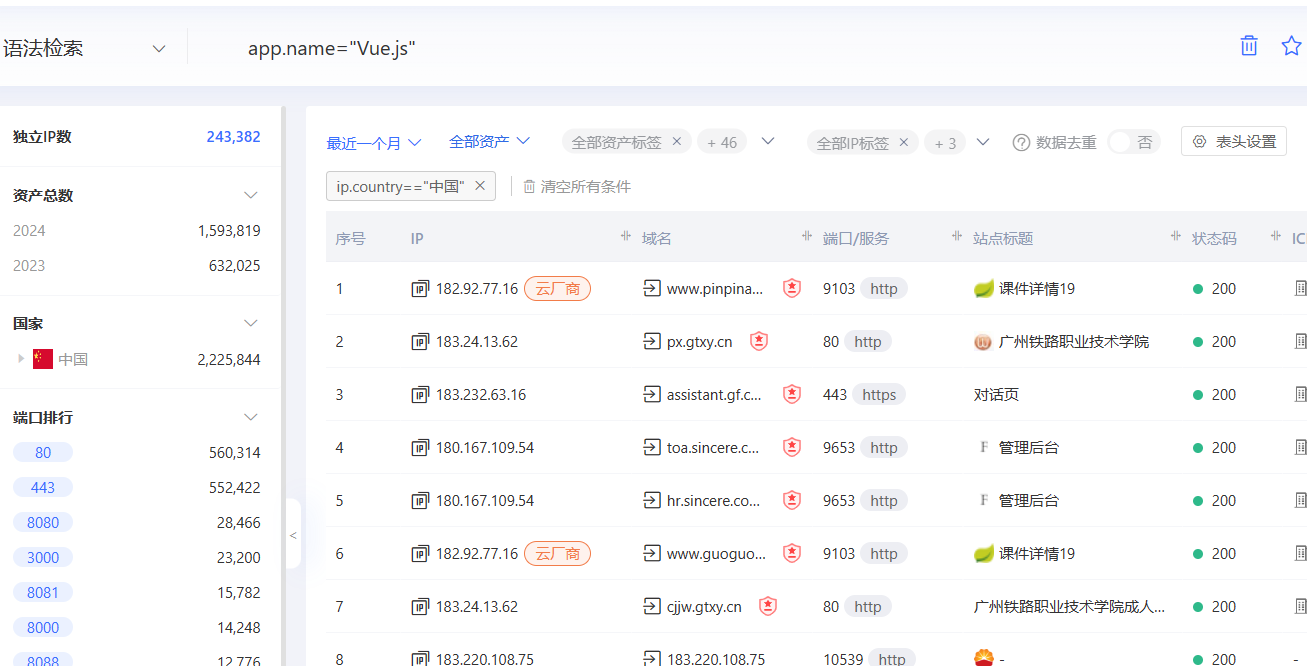 语法检索 app.name="Vue.js"
独立IP数 243,382
资产总数
2024 1,593,819
2023 632,025
国家
中国 2,225,844
端口排行
80 560,314
443 552,422
8080 28,466
3000 23,200
8081 15,782
8000 14,248
8088 12,776
<
最近一个月 全部资产 全部资产标签 × + 46 全部IP标签 × + 3 ? 数据去重 否 表头设置
ip.country=="中国" × 清空所有条件
序号 IP 域名 端口/服务 站点标题 状态码 IC
1 IP 182.92.77.16 云厂商 www.pinpina... 9103 http 课件详情19 200
2 IP 183.24.13.62 px.gtxy.cn 80 http 广州铁路职业技术学院 200
3 IP 183.232.63.16 assistant.gf.c... 443 https 对话页 200
4 IP 180.167.109.54 toa.sincere.c... 9653 http F 管理后台 200
5 IP 180.167.109.54 hr.sincere.co... 9653 http F 管理后台 200
6 IP 182.92.77.16 云厂商 www.guoguo... 9103 http 课件详情19 200
7 IP 183.24.13.62 cjjw.gtxy.cn 80 http 广州铁路职业技术学院成人... 200
8 IP 183.220.108.75 183.220.108.75 10539 http - 200 -